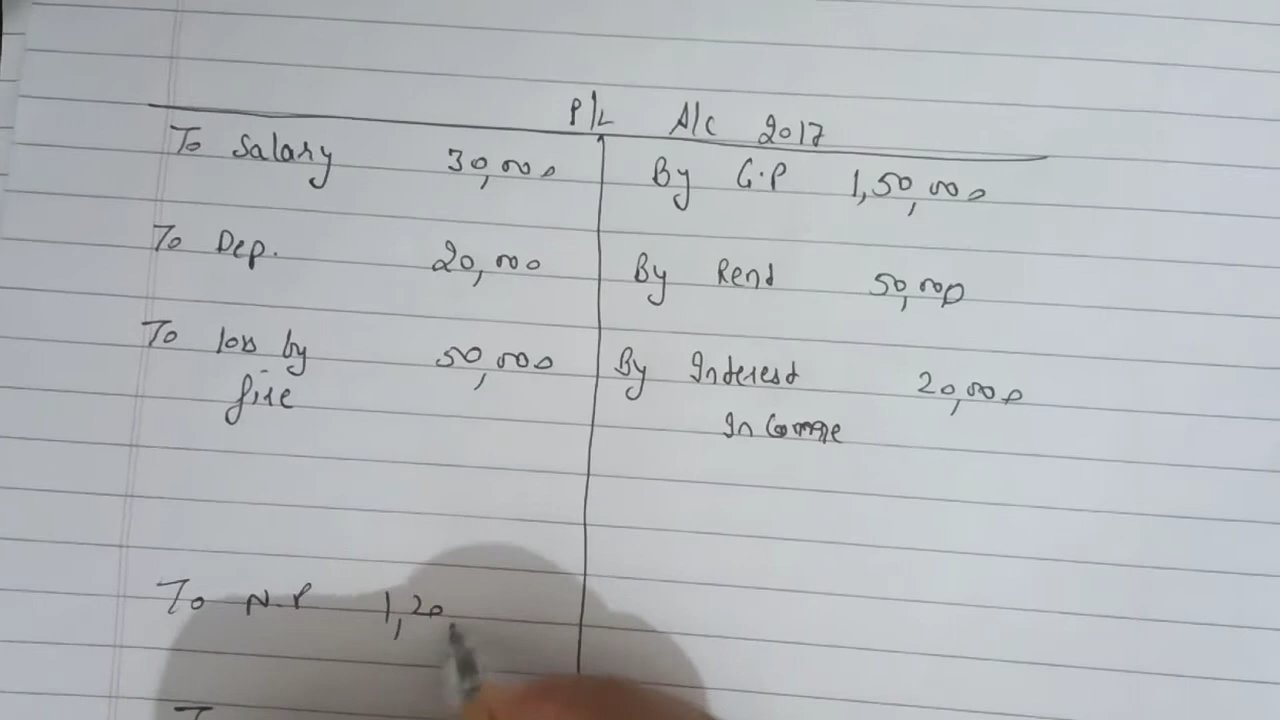 P/L A/C 2017
To Salary 30,000 By G.P 1,50,000
To Dep. 20,000 By Rent 50,000
To loss by 50,000 By Interest 20,000
fire Income
To N.P 1,20